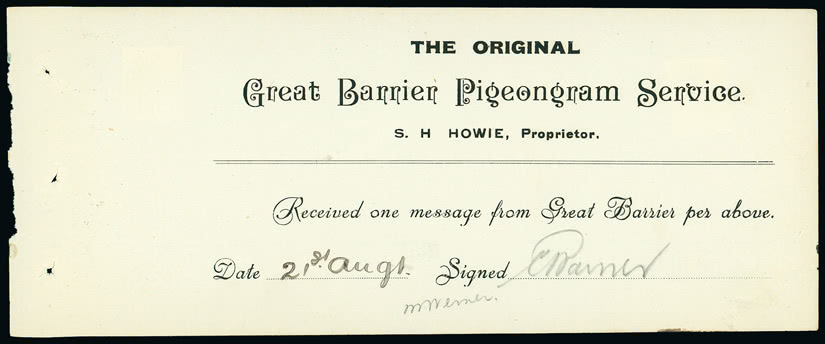 THE ORIGINAL
Great Barrier Pigeongram Service.
S. H HOWIE, Proprietor.
Received one message from Great Barrier per above.
Date 21st Augt. Signed